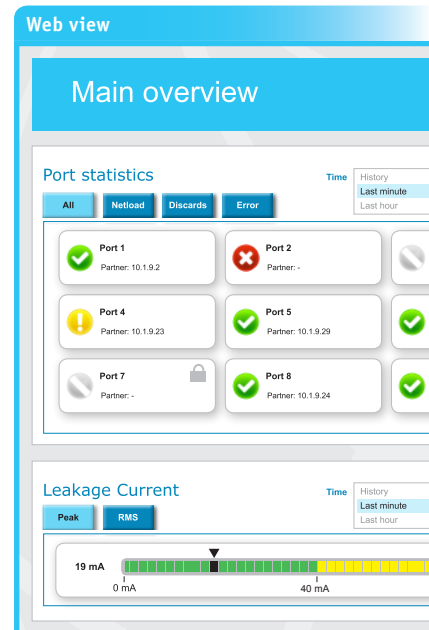 Web view
Main overview
Port statistics
Time
History
Last minute
Last hour
All
Netload
Discards
Error
Port 1
Partner: 10.1.9.2
Port 2
Partner: -
Port 4
Partner: 10.1.9.23
Port 5
Partner: 10.1.9.29
Port 7
Partner: -
Port 8
Partner: 10.1.9.24
Leakage Current
Time
History
Last minute
Last hour
Peak
RMS
19 mA
0 mA
40 mA